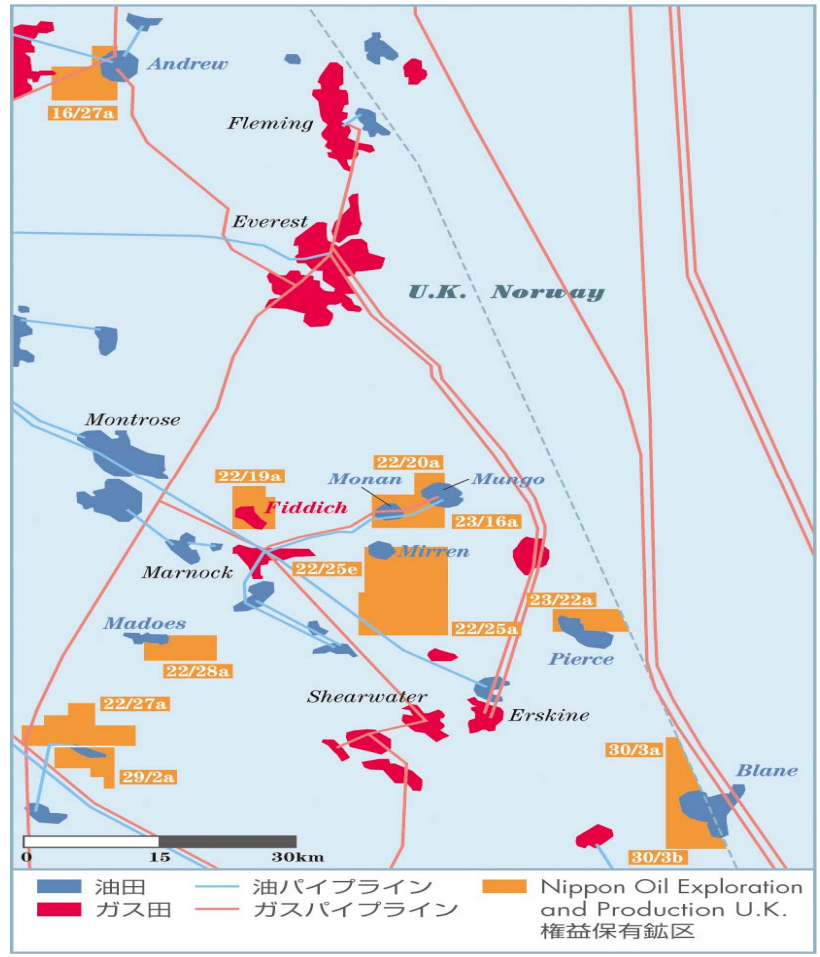 Andrew
16/27a
Fleming
Everest
U.K. Norway
Montrose
22/19a
22/20a
Monan
Mungo
Fiddich
23/16a
Mirren
Marnock
22/25e
23/22a
Madoes
22/25a
Pierce
22/28a
Shearwater
22/27a
Erskine
30/3a
Blane
29/2a
0 15 30km
30/3b
油田 油パイプライン Nippon Oil Exploration
ガス田 ガスパイプライン and Production U.K.
権益保有鉱区